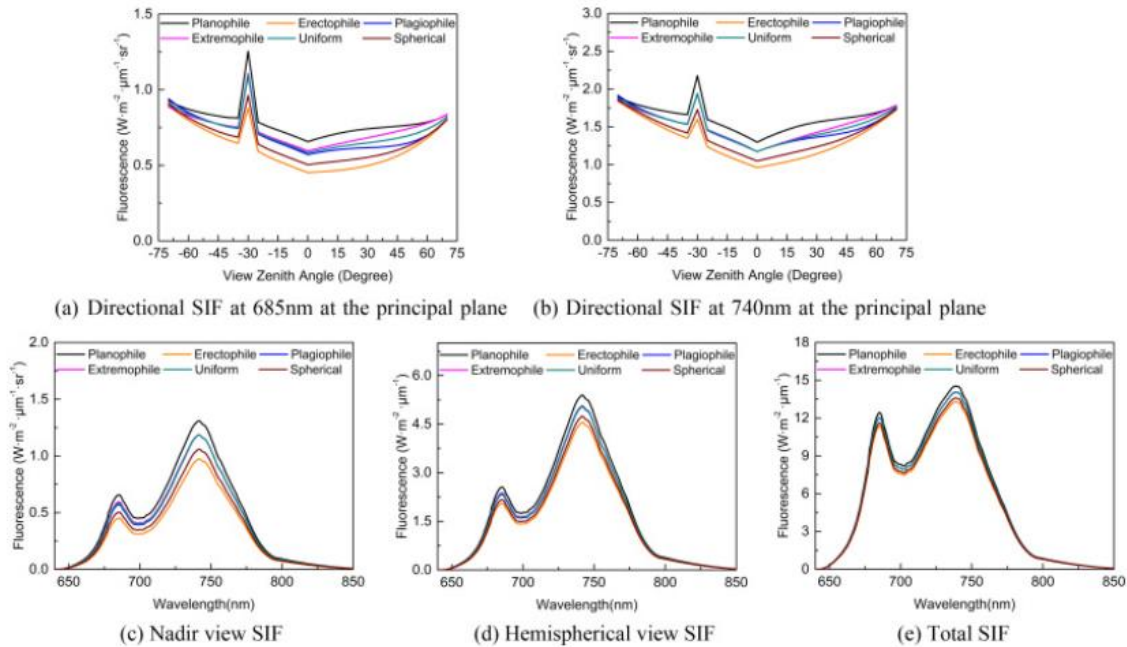 Planophile Erectophile Plagiophile
Extremophile Uniform Spherical
Fluorescence (W·m⁻²·μm⁻¹·sr⁻¹)
1.5
1.0
0.5
0.0
-75 -60 -45 -30 -15 0 15 30 45 60 75
View Zenith Angle (Degree)
(a) Directional SIF at 685nm at the principal plane
Planophile Erectophile Plagiophile
Extremophile Uniform Spherical
Fluorescence (W·m⁻²·μm⁻¹·sr⁻¹)
3.0
2.5
2.0
1.5
1.0
0.5
0.0
-75 -60 -45 -30 -15 0 15 30 45 60 75
View Zenith Angle (Degree)
(b) Directional SIF at 740nm at the principal plane
Planophile Erectophile Plagiophile
Extremophile Uniform Spherical
Fluorescence (W·m⁻²·μm⁻¹·sr⁻¹)
2.0
1.5
1.0
0.5
0.0
650 700 750 800 850
Wavelength(nm)
(c) Nadir view SIF
Planophile Erectophile Plagiophile
Extremophile Uniform Spherical
Fluorescence (W·m⁻²·μm⁻¹)
6.0
4.5
3.0
1.5
0.0
650 700 750 800 850
Wavelength(nm)
(d) Hemispherical view SIF
Planophile Erectophile Plagiophile
Extremophile Uniform Spherical
Fluorescence (W·m⁻²·μm⁻¹)
18
15
12
9
6
3
0
650 700 750 800 850
Wavelength(nm)
(e) Total SIF